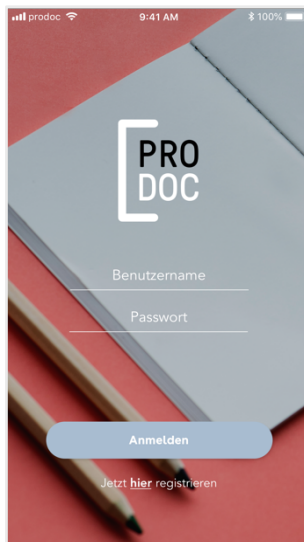 prodoc 9:41 AM 100%
PRO
DOC
Benutzername
Passwort
Anmelden
Jetzt hier registrieren